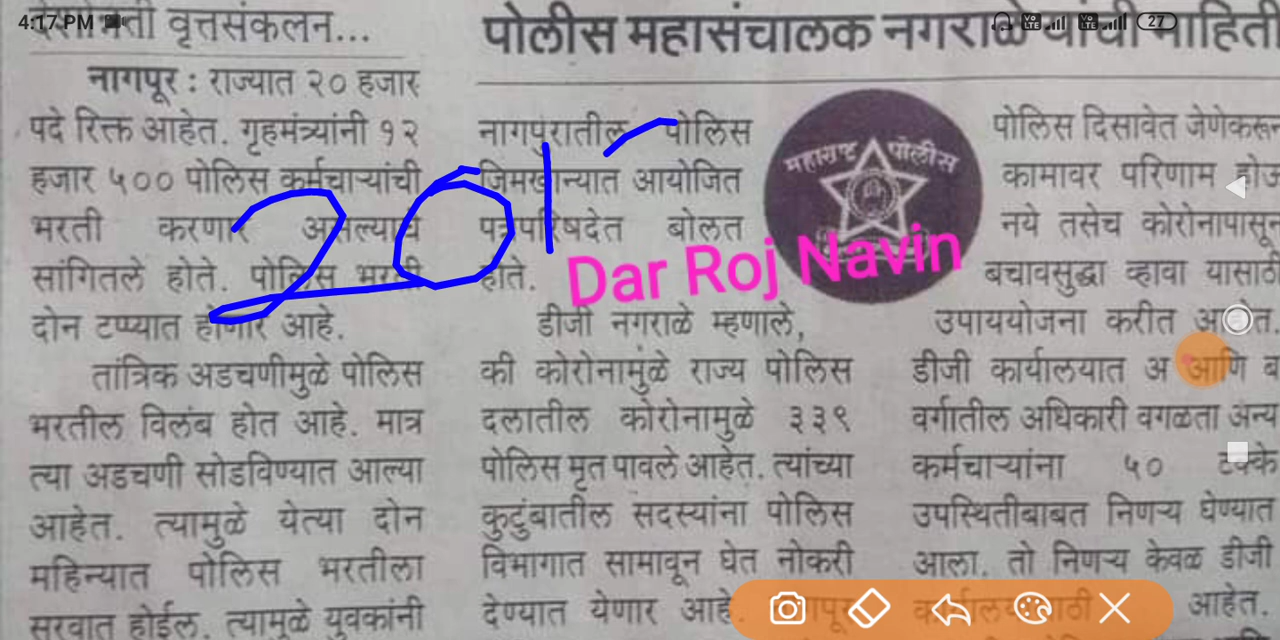 4:17 PM
27
वृत्तसंकलन...
पोलीस महासंचालक नगराळे यांची माहिती
नागपूर : राज्यात २० हजार
पदे रिक्त आहेत. गृहमंत्र्यांनी १२
हजार ५०० पोलिस कर्मचाऱ्यांची
भरती करणार असल्याचे
सांगितले होते. पोलिस भरती
दोन टप्प्यात होणार आहे.
तांत्रिक अडचणीमुळे पोलिस
भरतील विलंब होत आहे. मात्र
त्या अडचणी सोडविण्यात आल्या
आहेत. त्यामुळे येत्या दोन
महिन्यात पोलिस भरतीला
सुरवात होईल. त्यामुळे युवकांनी
नागपुरातील पोलिस
जिमखान्यात आयोजित
पत्रपरिषदेत बोलत
होते.
डीजी नगराळे म्हणाले,
की कोरोनामुंळे राज्य पोलिस
दलातील कोरोनामुळे ३३९
पोलिस मृत पावले आहेत. त्यांच्या
कुटुंबातील सदस्यांना पोलिस
विभागात सामावून घेत नोकरी
देण्यात येणार आहे.
महाराष्ट्र पोलीस
Dar Roj Navin
20
पोलिस दिसावेत जेणेकरून
कामावर परिणाम होऊ
नये तसेच कोरोनापासून
बचावसुद्धा व्हावा यासाठी
उपाययोजना करीत आहोत.
डीजी कार्यालयात अ आणि ब
वर्गातील अधिकारी वगळता अन्य
कर्मचाऱ्यांना ५० टक्के
उपस्थितीबाबत निर्णय घेण्यात
आला. तो निर्णय केवळ डीजी
आहेत.